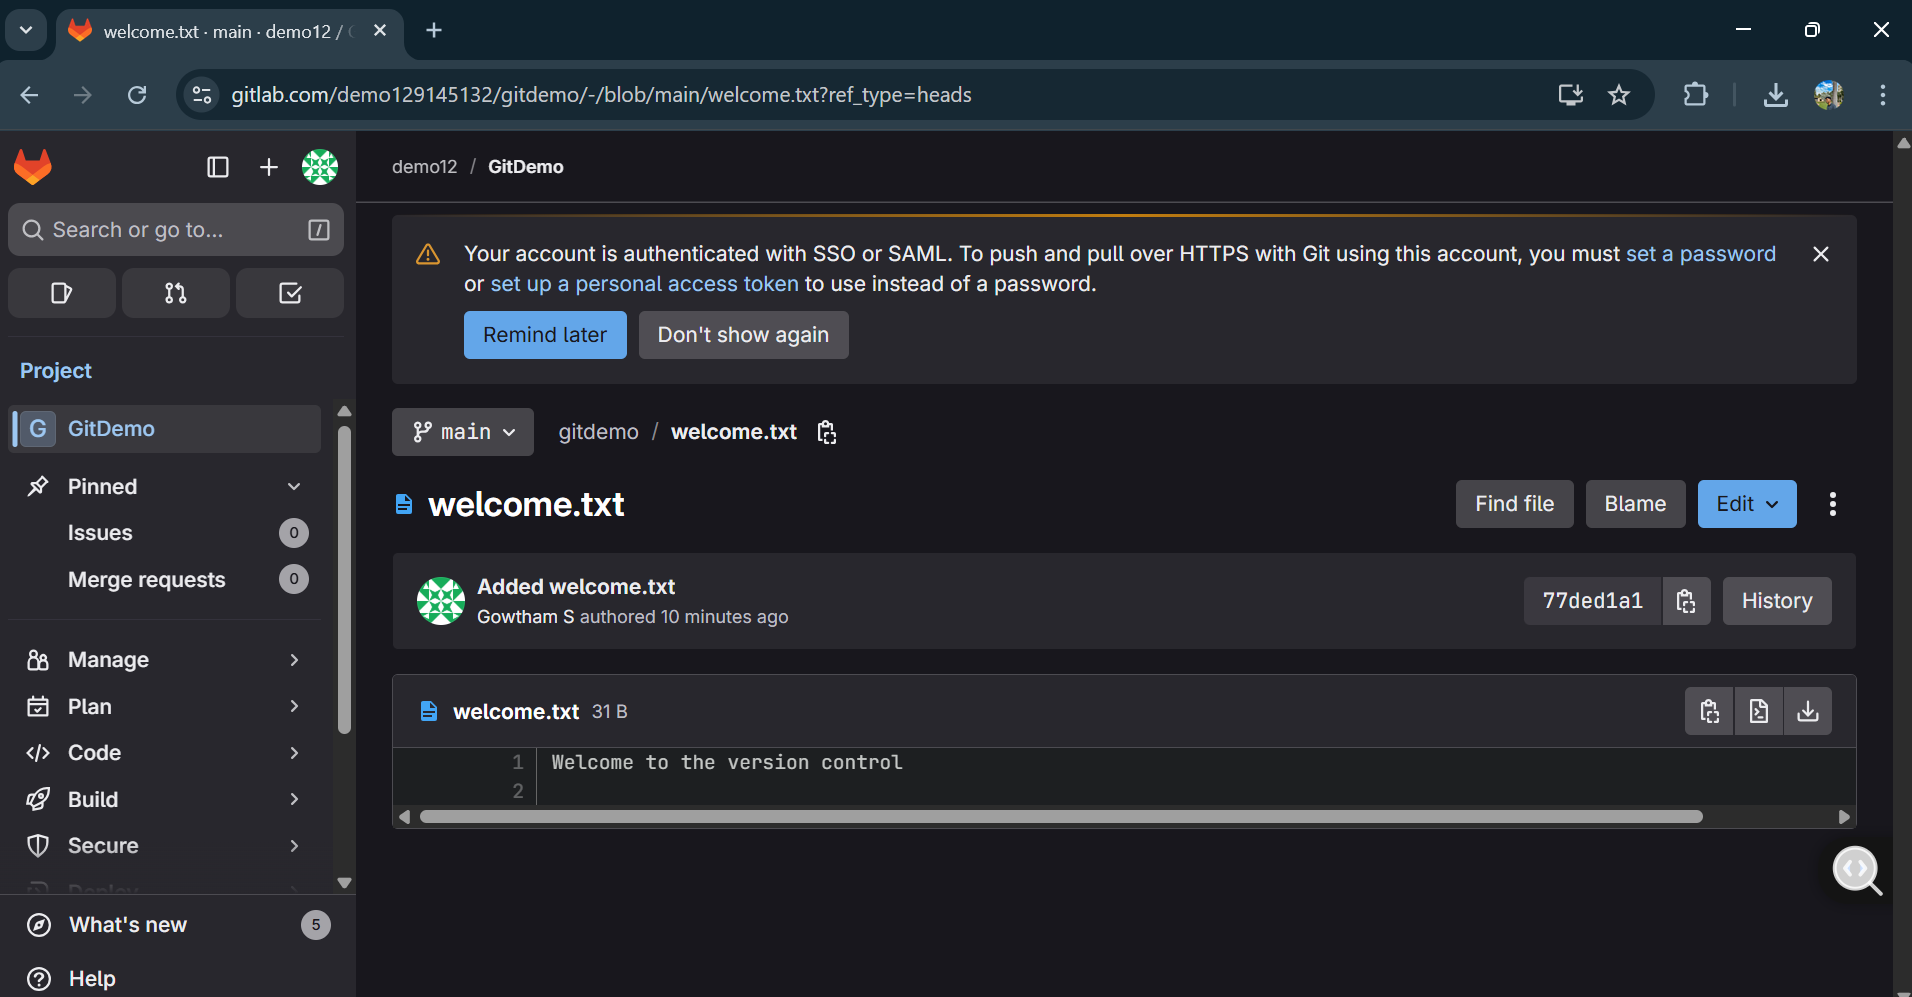 welcome.txt · main · demo12 /
gitlab.com/demo129145132/gitdemo/-/blob/main/welcome.txt?ref_type=heads
demo12 / GitDemo
Search or go to... /
Your account is authenticated with SSO or SAML. To push and pull over HTTPS with Git using this account, you must set a password
or set up a personal access token to use instead of a password.
Remind later Don't show again
Project
G GitDemo
main gitdemo / welcome.txt
Pinned
welcome.txt
Find file Blame Edit
Issues 0
Merge requests 0
Added welcome.txt
Gowtham S authored 10 minutes ago
77ded1a1 History
Manage
Plan
Code
Build
Secure
Deploy
welcome.txt 31 B
1 Welcome to the version control
2
What's new 5
Help